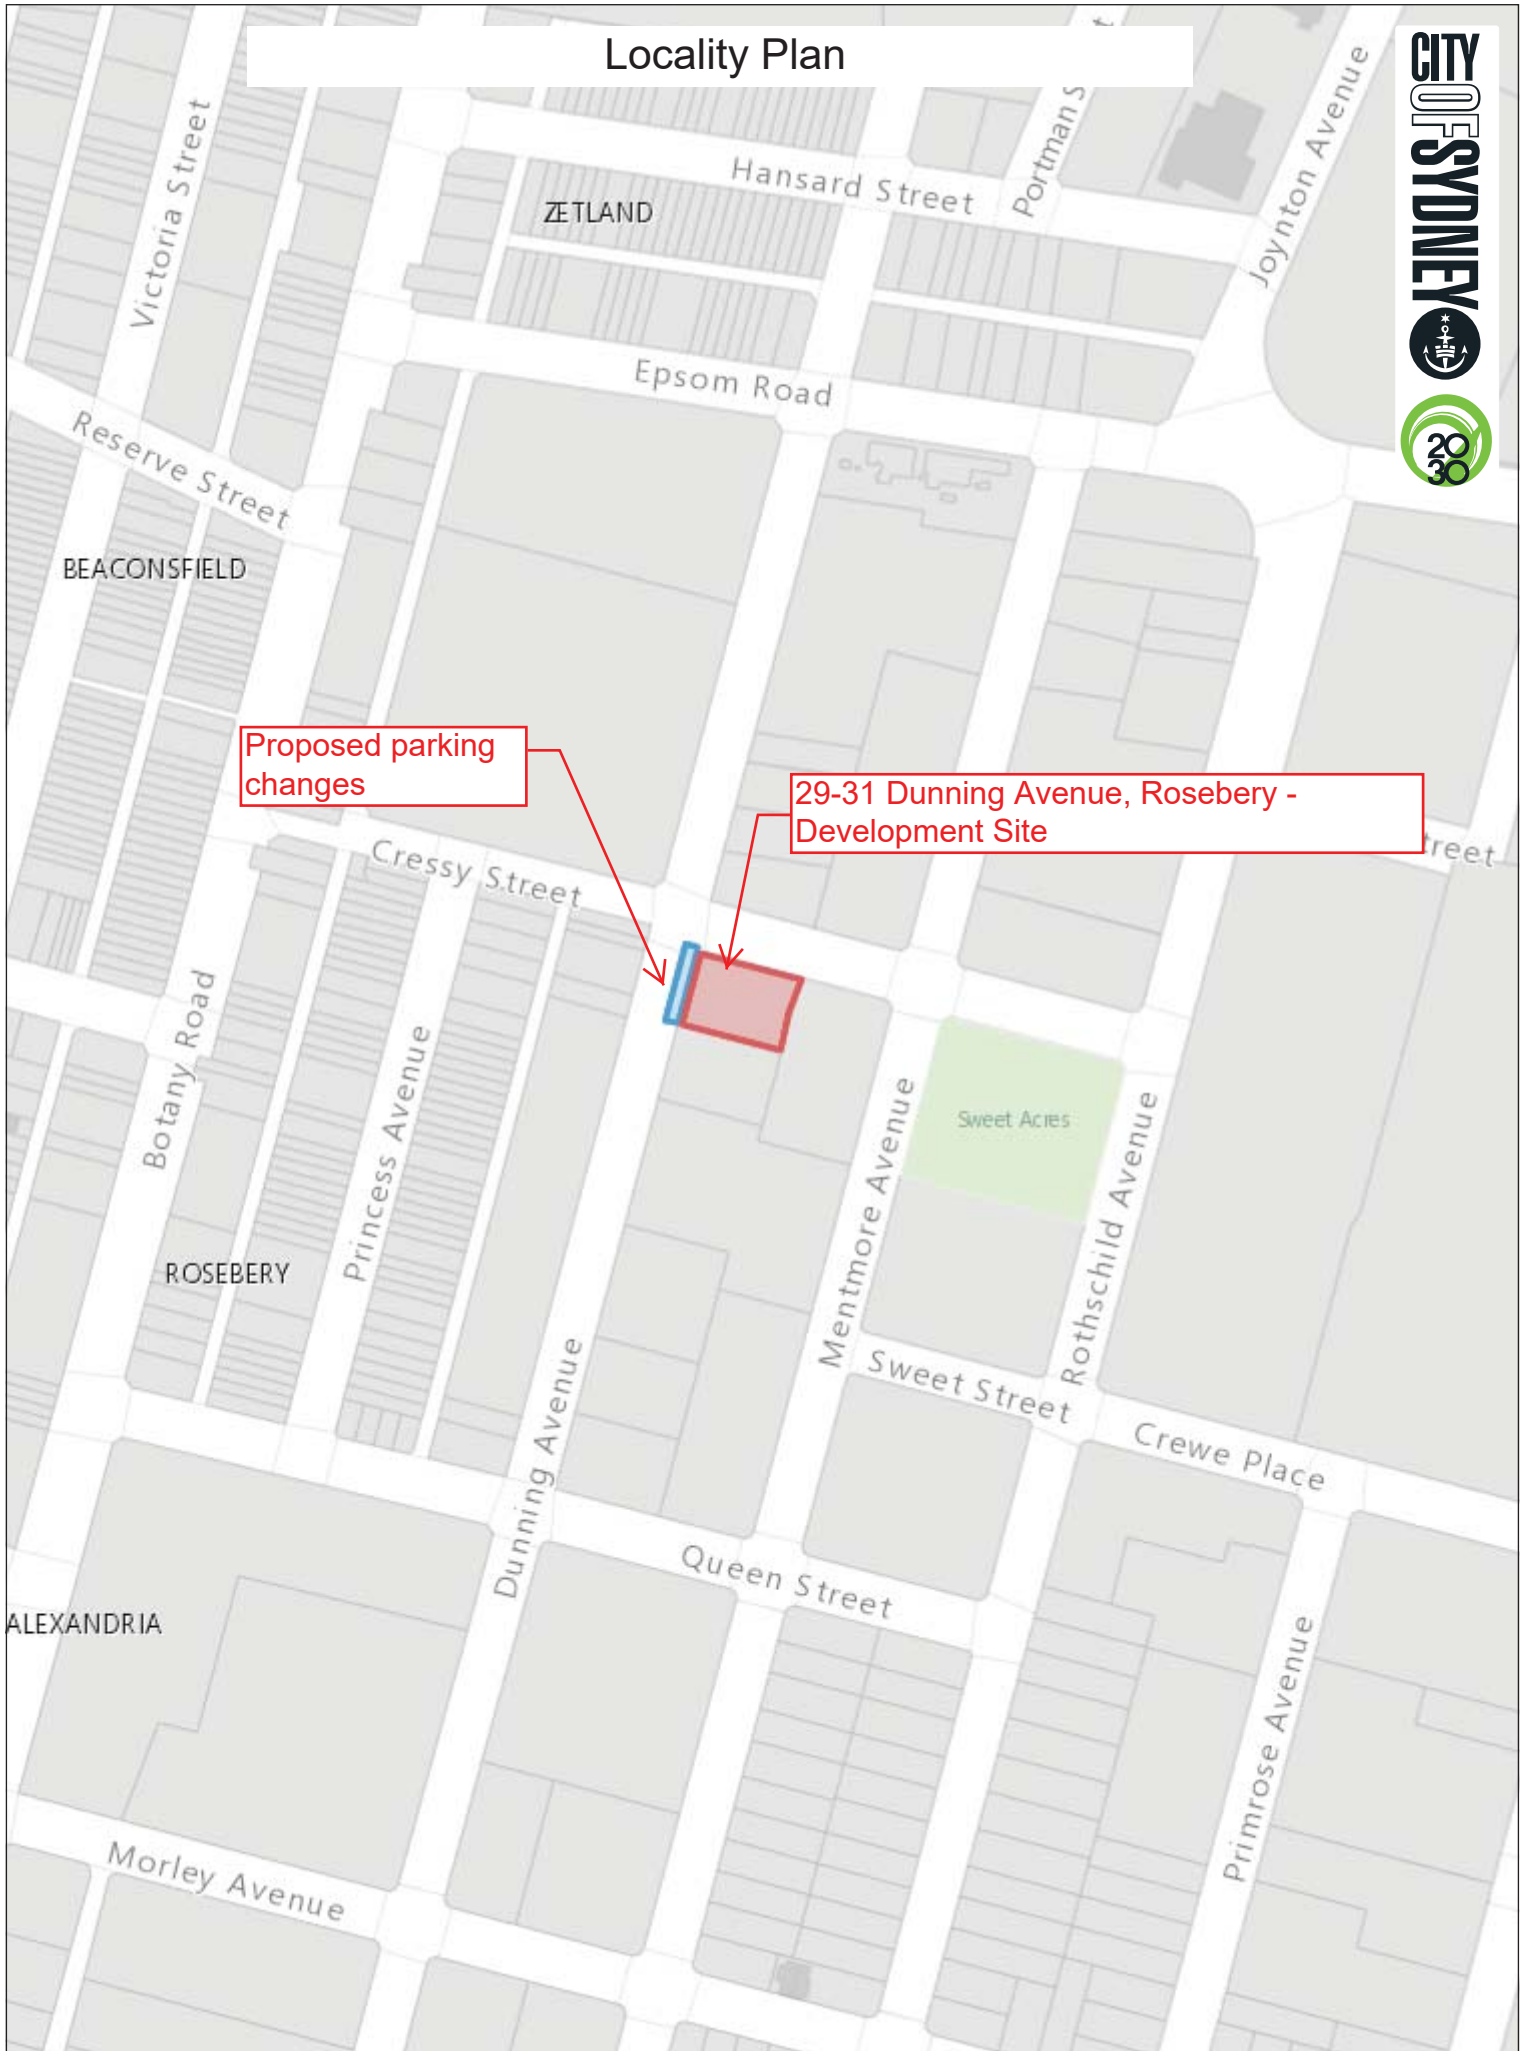 Locality Plan
CITY OF SYDNEY
2030
Victoria Street
Hansard Street
Portman S t
Joynton Avenue
ZETLAND
Epsom Road
Reserve Street
BEACONSFIELD
Proposed parking
changes
29-31 Dunning Avenue, Rosebery -
Development Site
treet
Cressy Street
Botany Road
Princess Avenue
Sweet Acres
Mentmore Avenue
Rothschild Avenue
ROSEBERY
Dunning Avenue
Sweet Street
Crewe Place
Queen Street
ALEXANDRIA
Primrose Avenue
Morley Avenue